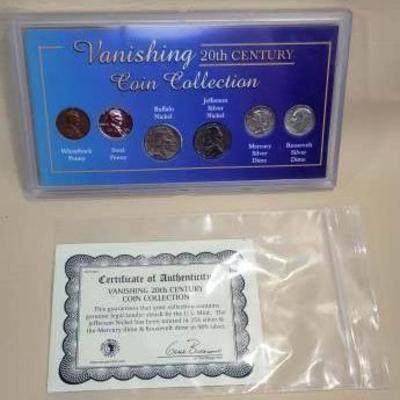 Vanishing 20th CENTURY
Coin Collection
Wheatback
Penny
Steel
Penny
Buffalo
Nickel
Jefferson
Silver
Nickel
Mercury
Silver
Dime
Roosevelt
Silver
Dime
Certificate of Authenticity
VANISHING 20th CENTURY
COIN COLLECTION
This guarantees that your collection contains
genuine legal tender struck by the U.S. Mint. The
Jefferson Nickel has been minted in 35% silver &
the Mercury dime & Roosevelt dime in 90% silver.